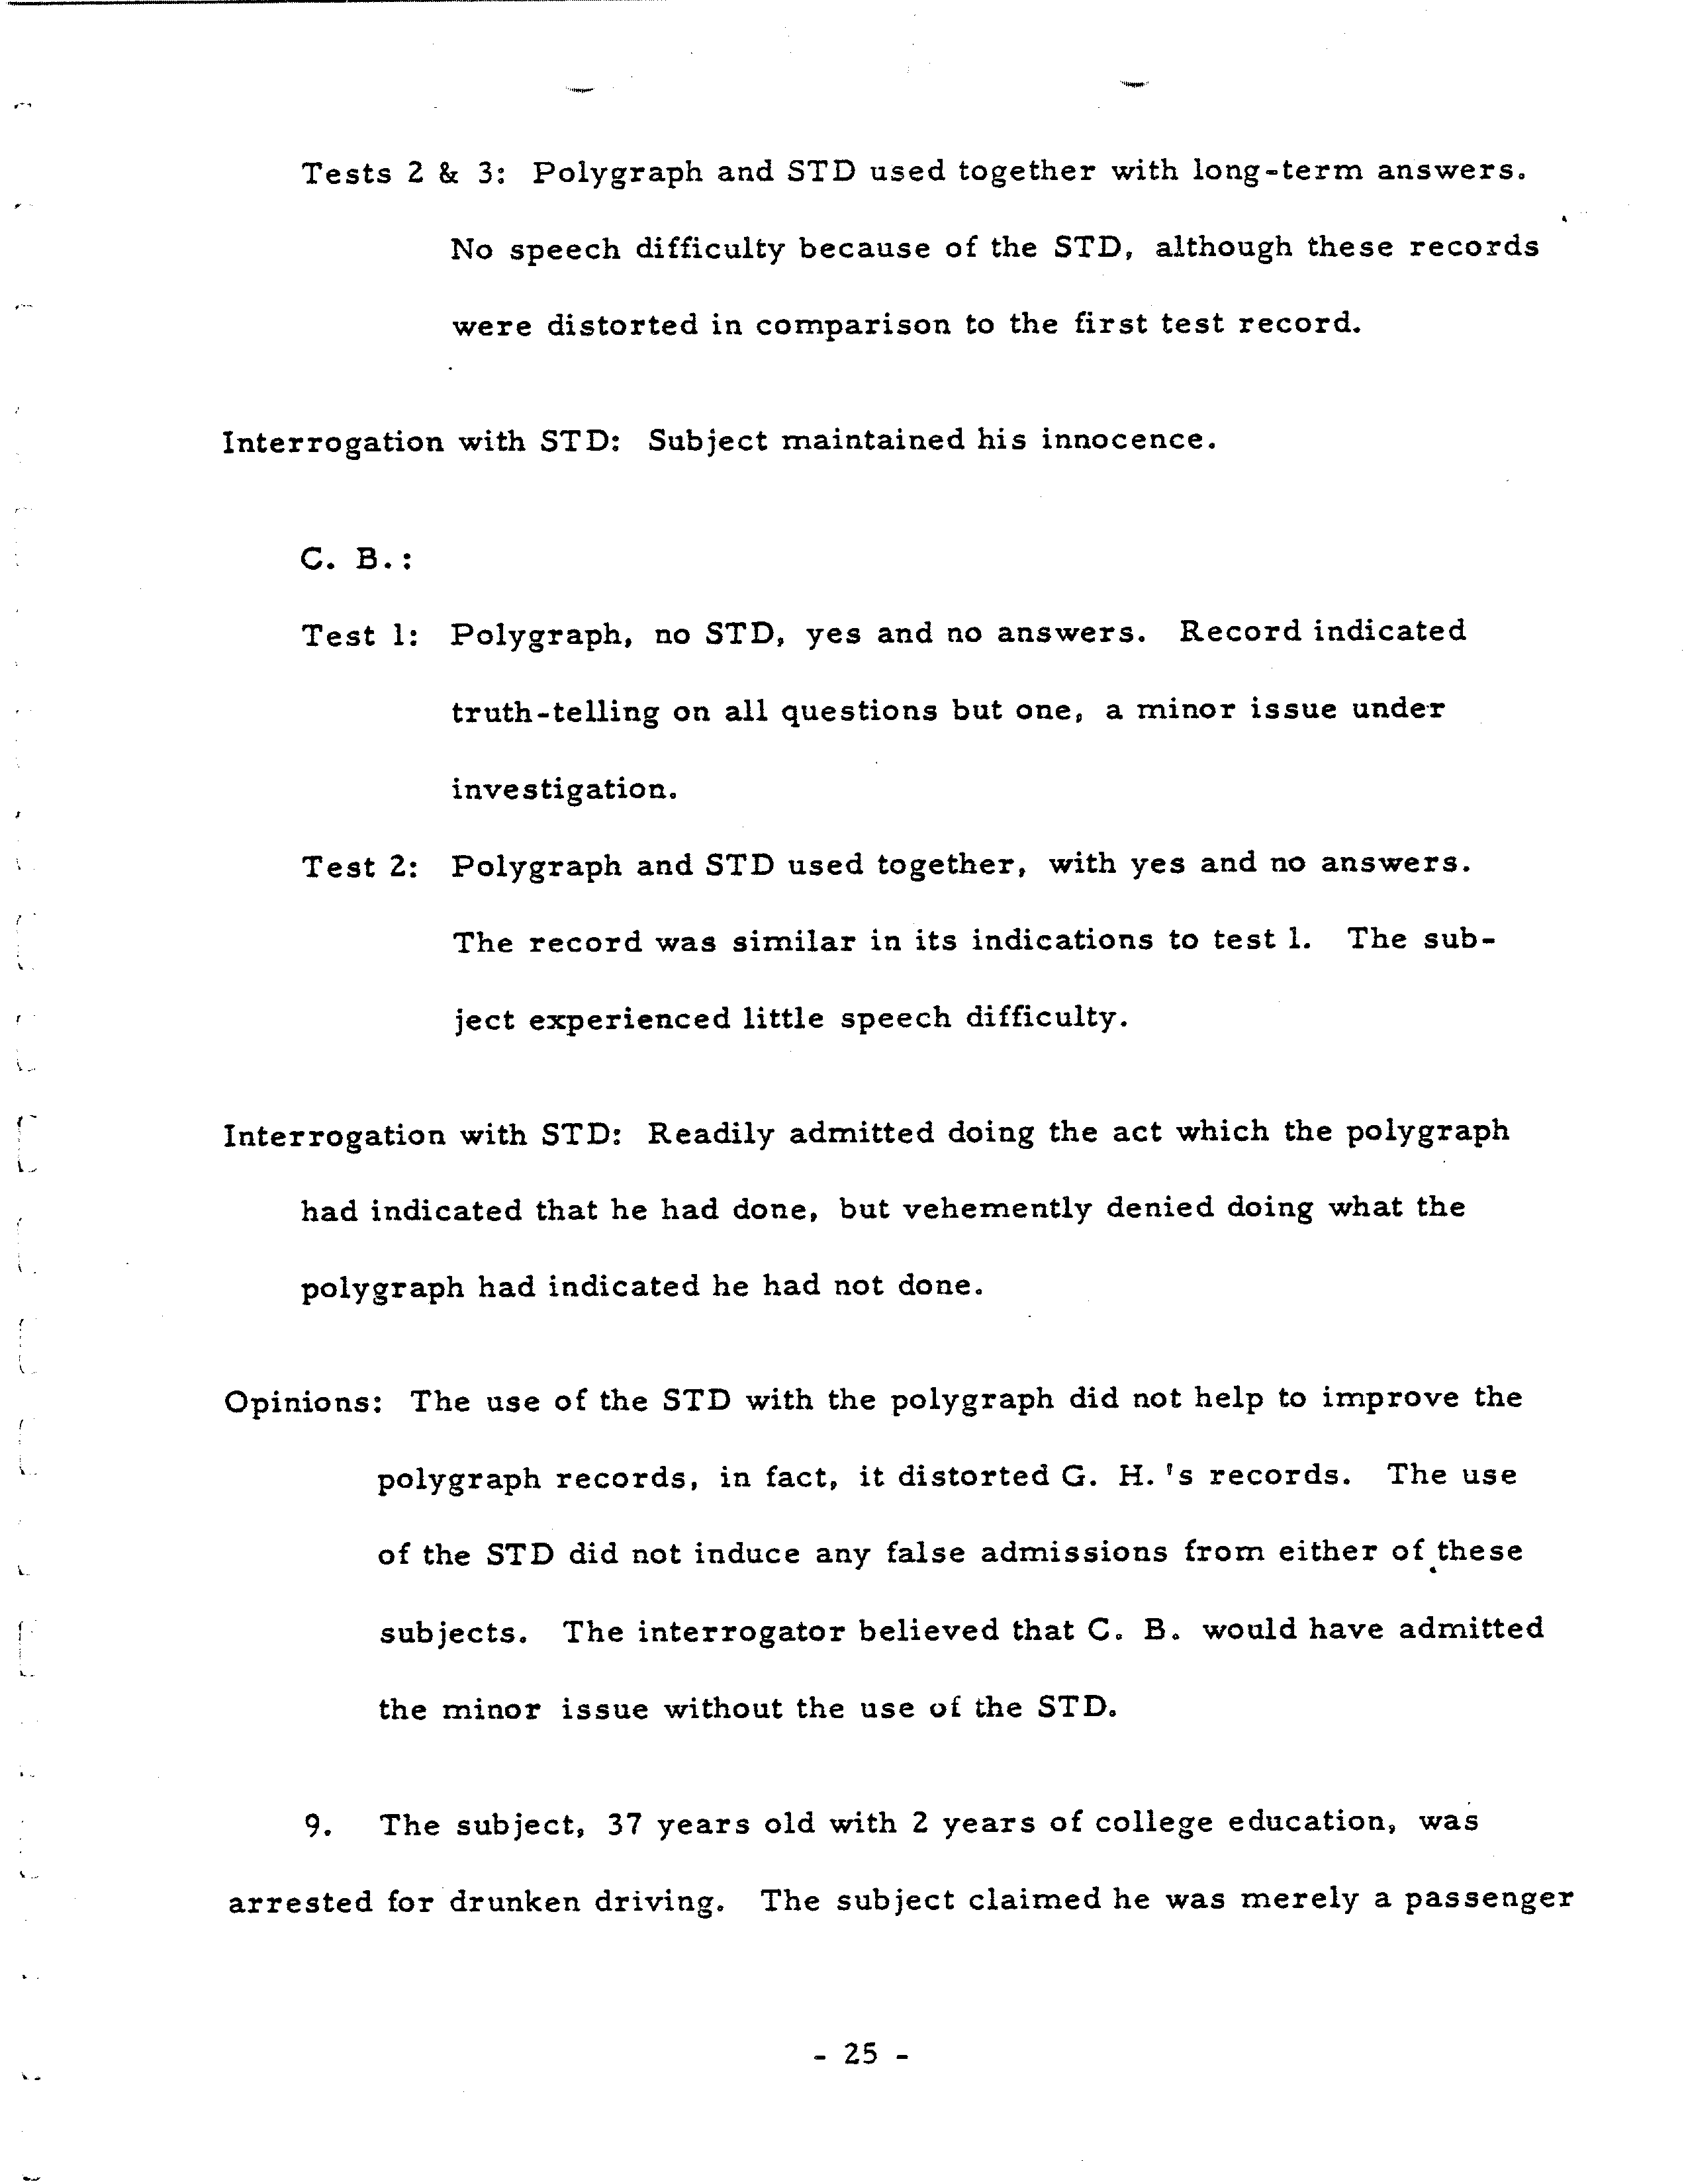 Tests 2 & 3: Polygraph and STD used together with long-term answers.
No speech difficulty because of the STD, although these records
were distorted in comparison to the first test record.
Interrogation with STD: Subject maintained his innocence.
C. B.:
Test 1: Polygraph, no STD, yes and no answers. Record indicated
truth-telling on all questions but one, a minor issue under
investigation.
Test 2: Polygraph and STD used together, with yes and no answers.
The record was similar in its indications to test 1. The sub-
ject experienced little speech difficulty.
Interrogation with STD: Readily admitted doing the act which the polygraph
had indicated that he had done, but vehemently denied doing what the
polygraph had indicated he had not done.
Opinions: The use of the STD with the polygraph did not help to improve the
polygraph records, in fact, it distorted G. H.'s records. The use
of the STD did not induce any false admissions from either of these
subjects. The interrogator believed that C. B. would have admitted
the minor issue without the use of the STD.
9. The subject, 37 years old with 2 years of college education, was
arrested for drunken driving. The subject claimed he was merely a passenger
- 25 -